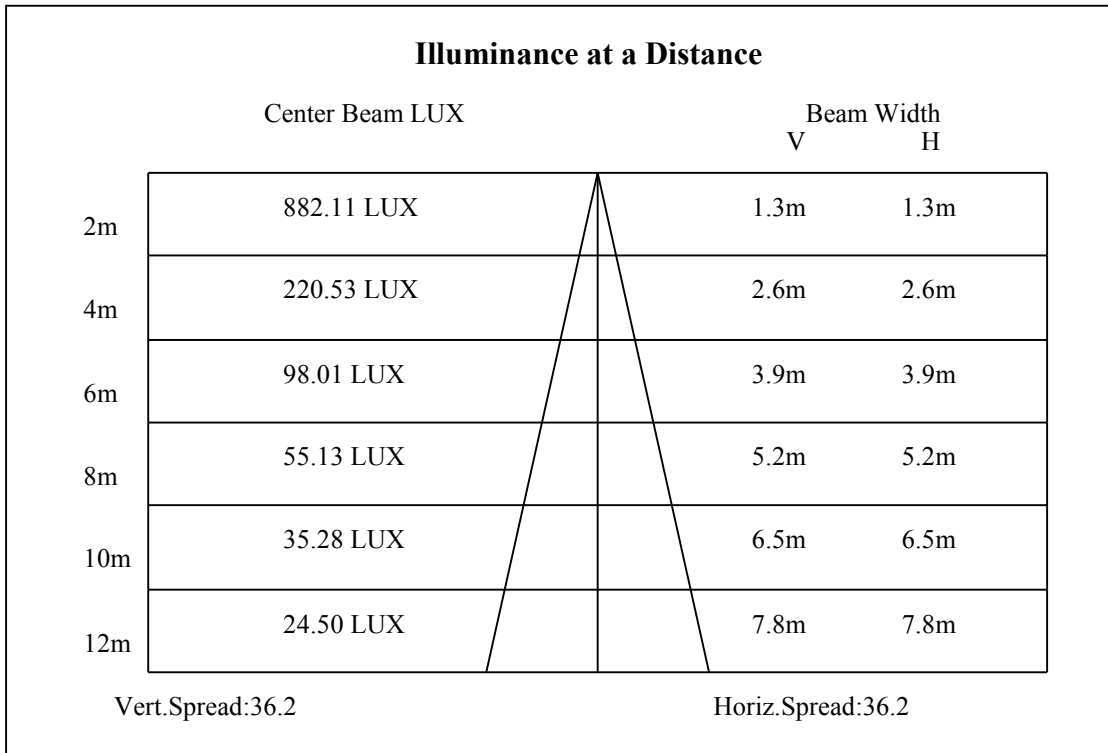 Illuminance at a Distance
Center Beam LUX Beam Width
V H
882.11 LUX 1.3m 1.3m
2m
220.53 LUX 2.6m 2.6m
4m
98.01 LUX 3.9m 3.9m
6m
55.13 LUX 5.2m 5.2m
8m
35.28 LUX 6.5m 6.5m
10m
24.50 LUX 7.8m 7.8m
12m
Vert.Spread:36.2 Horiz.Spread:36.2